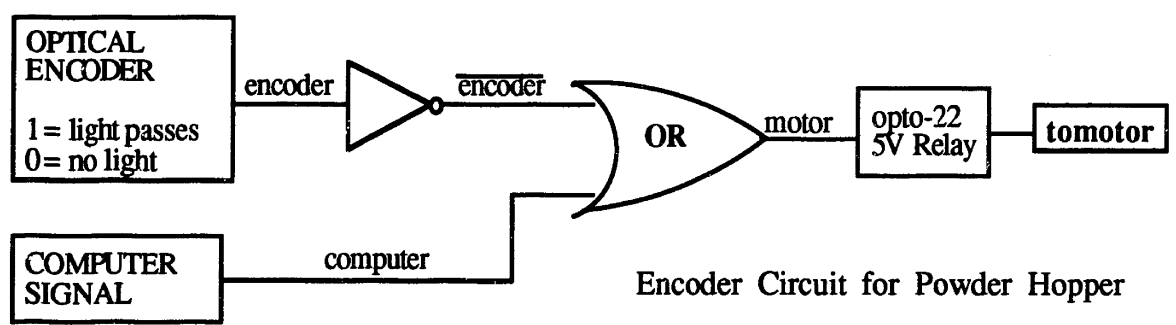 OPTICAL
ENCODER
1 = light passes
0 = no light
encoder
encoder
OR
motor
opto-22
5V Relay
tomotor
COMPUTER
SIGNAL
computer
Encoder Circuit for Powder Hopper